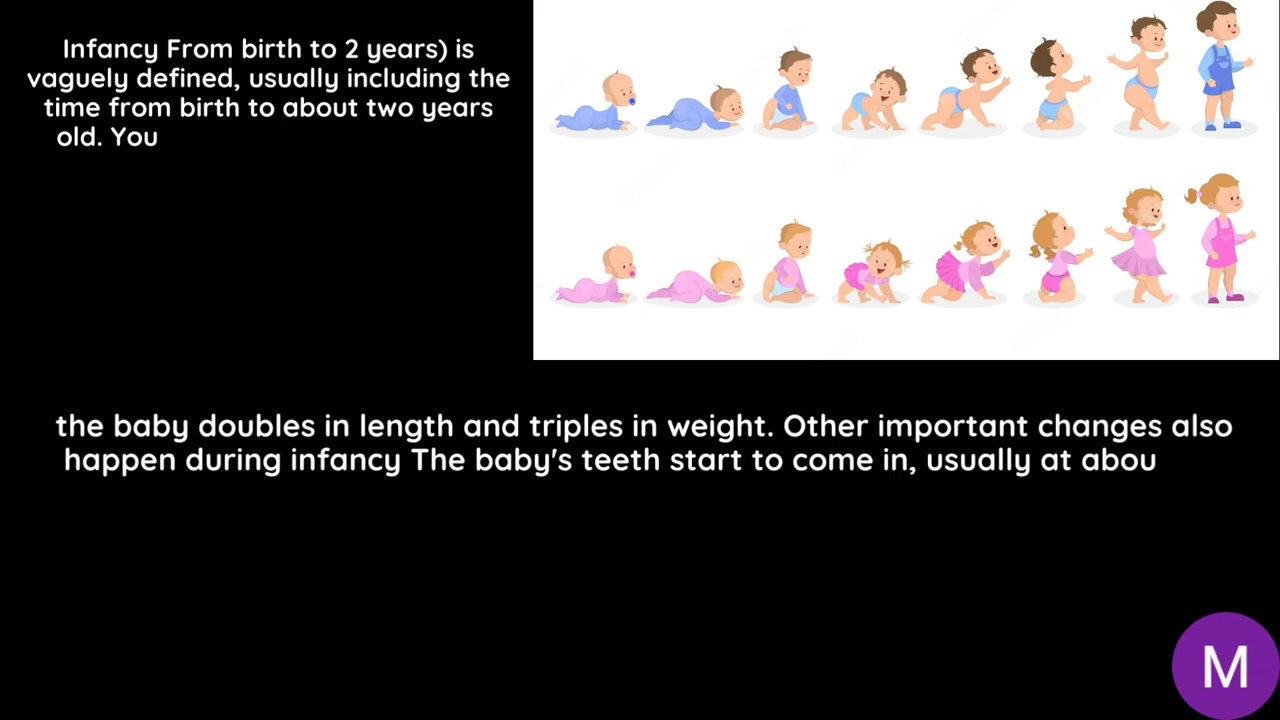 Infancy From birth to 2 years) is
vaguely defined, usually including the
time from birth to about two years
old. You
the baby doubles in length and triples in weight. Other important changes also
happen during infancy The baby's teeth start to come in, usually at abou
M